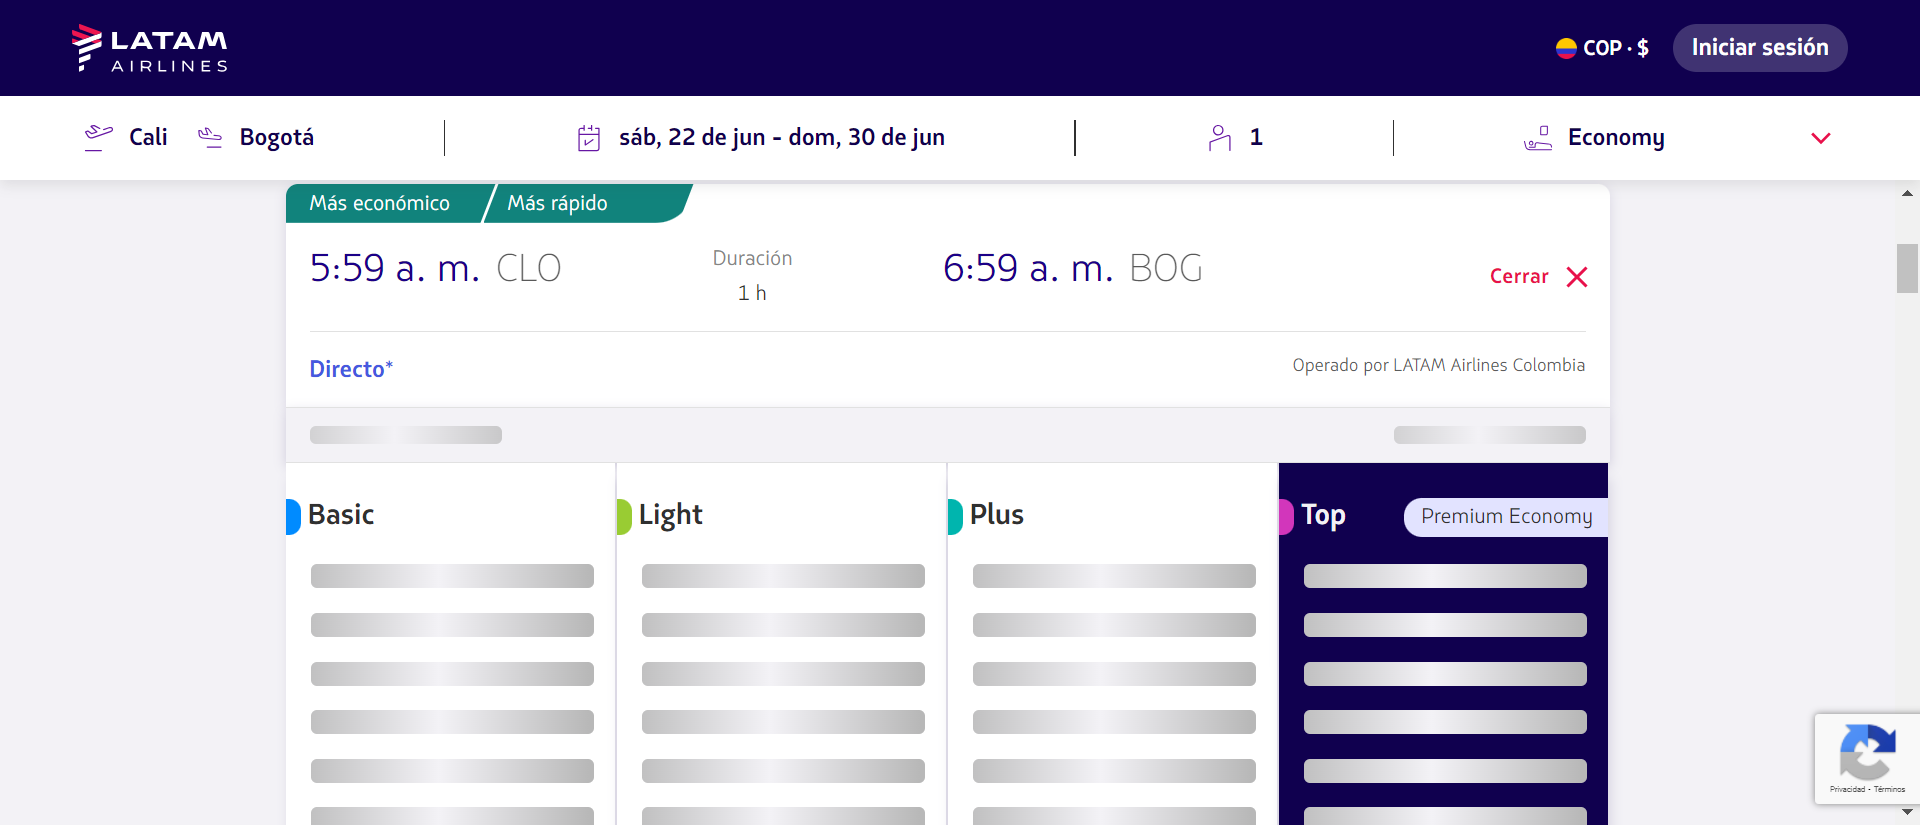 LATAM
AIRLINES
COP · $
Iniciar sesión
Cali
Bogotá
sáb, 22 de jun - dom, 30 de jun
1
Economy
Más económico
Más rápido
5:59 a. m. CLO
Duración
1 h
6:59 a. m. BOG
Cerrar
Directo*
Operado por LATAM Airlines Colombia
Basic
Light
Plus
Top
Premium Economy
Privacidad - Términos